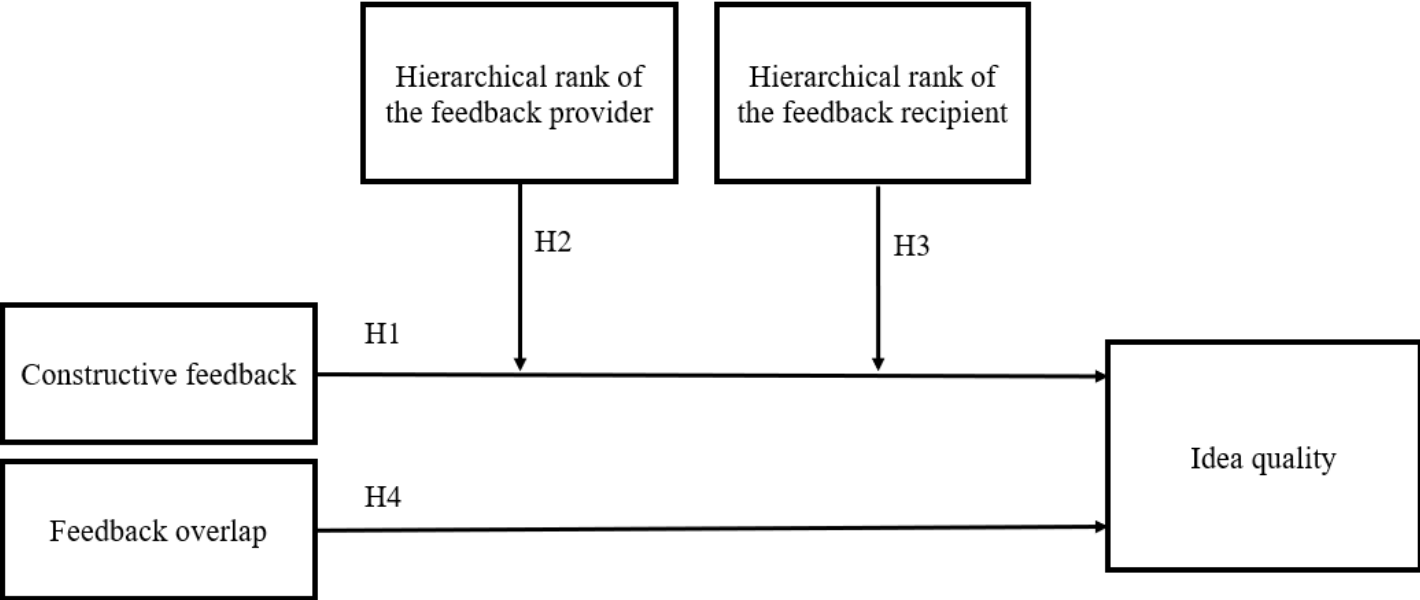 Hierarchical rank of
the feedback provider
Hierarchical rank of
the feedback recipient
H2
H3
H1
Constructive feedback
Idea quality
H4
Feedback overlap